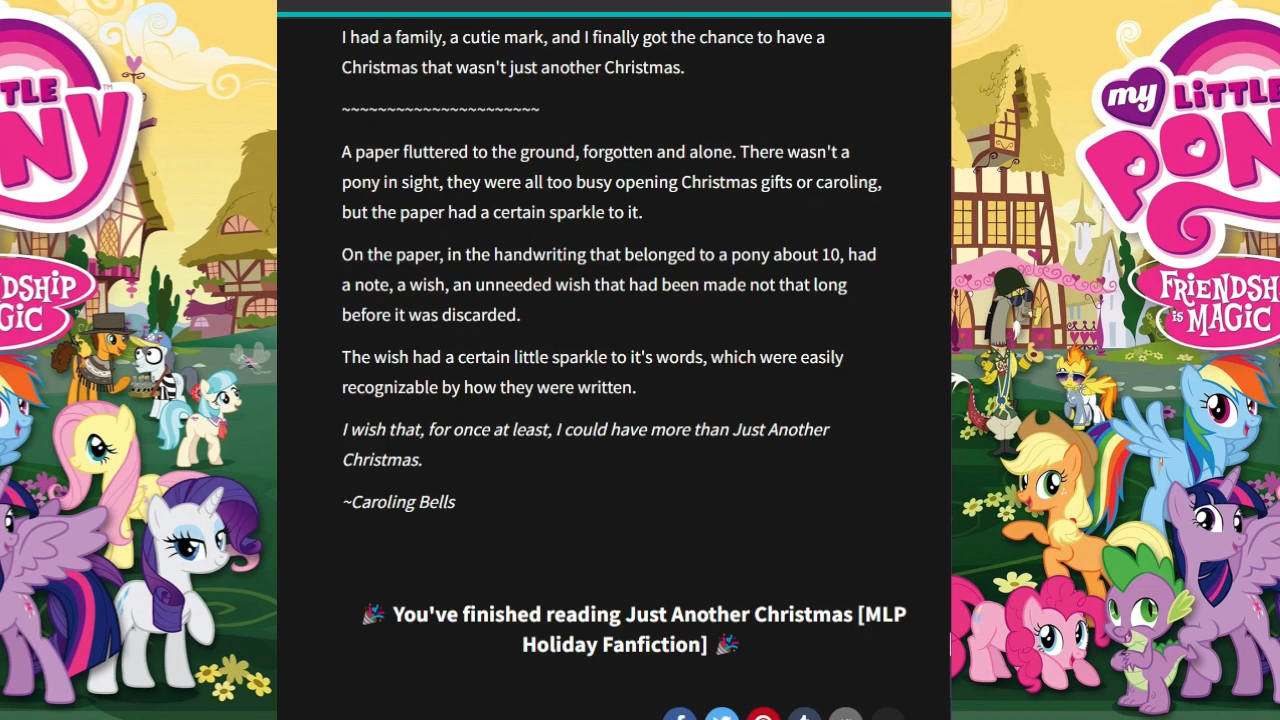 I had a family, a cutie mark, and I finally got the chance to have a
Christmas that wasn't just another Christmas.
~~~~~~~~~~~~~~~~~~~~~~
A paper fluttered to the ground, forgotten and alone. There wasn't a
pony in sight, they were all too busy opening Christmas gifts or caroling,
but the paper had a certain sparkle to it.
On the paper, in the handwriting that belonged to a pony about 10, had
a note, a wish, an unneeded wish that had been made not that long
before it was discarded.
The wish had a certain little sparkle to it's words, which were easily
recognizable by how they were written.
I wish that, for once at least, I could have more than Just Another
Christmas.
~Caroling Bells
🎉 You've finished reading Just Another Christmas [MLP
Holiday Fanfiction] 🎉
TLE
NY
™
NDSHIP
GIC
my LiTTLE
PON
FRiENDSH
is MAGiC